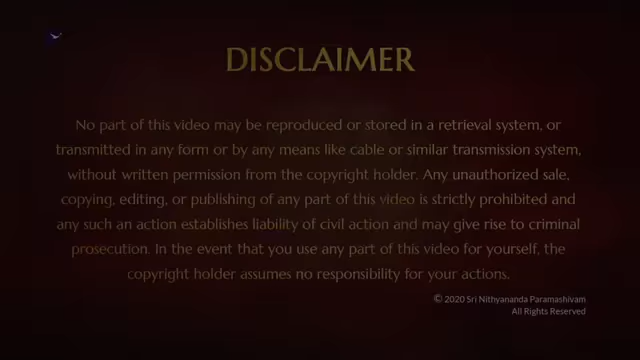 DISCLAIMER
No part of this video may be reproduced or stored in a retrieval system, or
transmitted in any form or by any means like cable or similar transmission system,
without written permission from the copyright holder. Any unauthorized sale,
copying, editing, or publishing of any part of this video is strictly prohibited and
any such an action establishes liability of civil action and may give rise to criminal
prosecution. In the event that you use any part of this video for yourself, the
copyright holder assumes no responsibility for your actions.
© 2020 Sri Nithyananda Paramashivam
All Rights Reserved